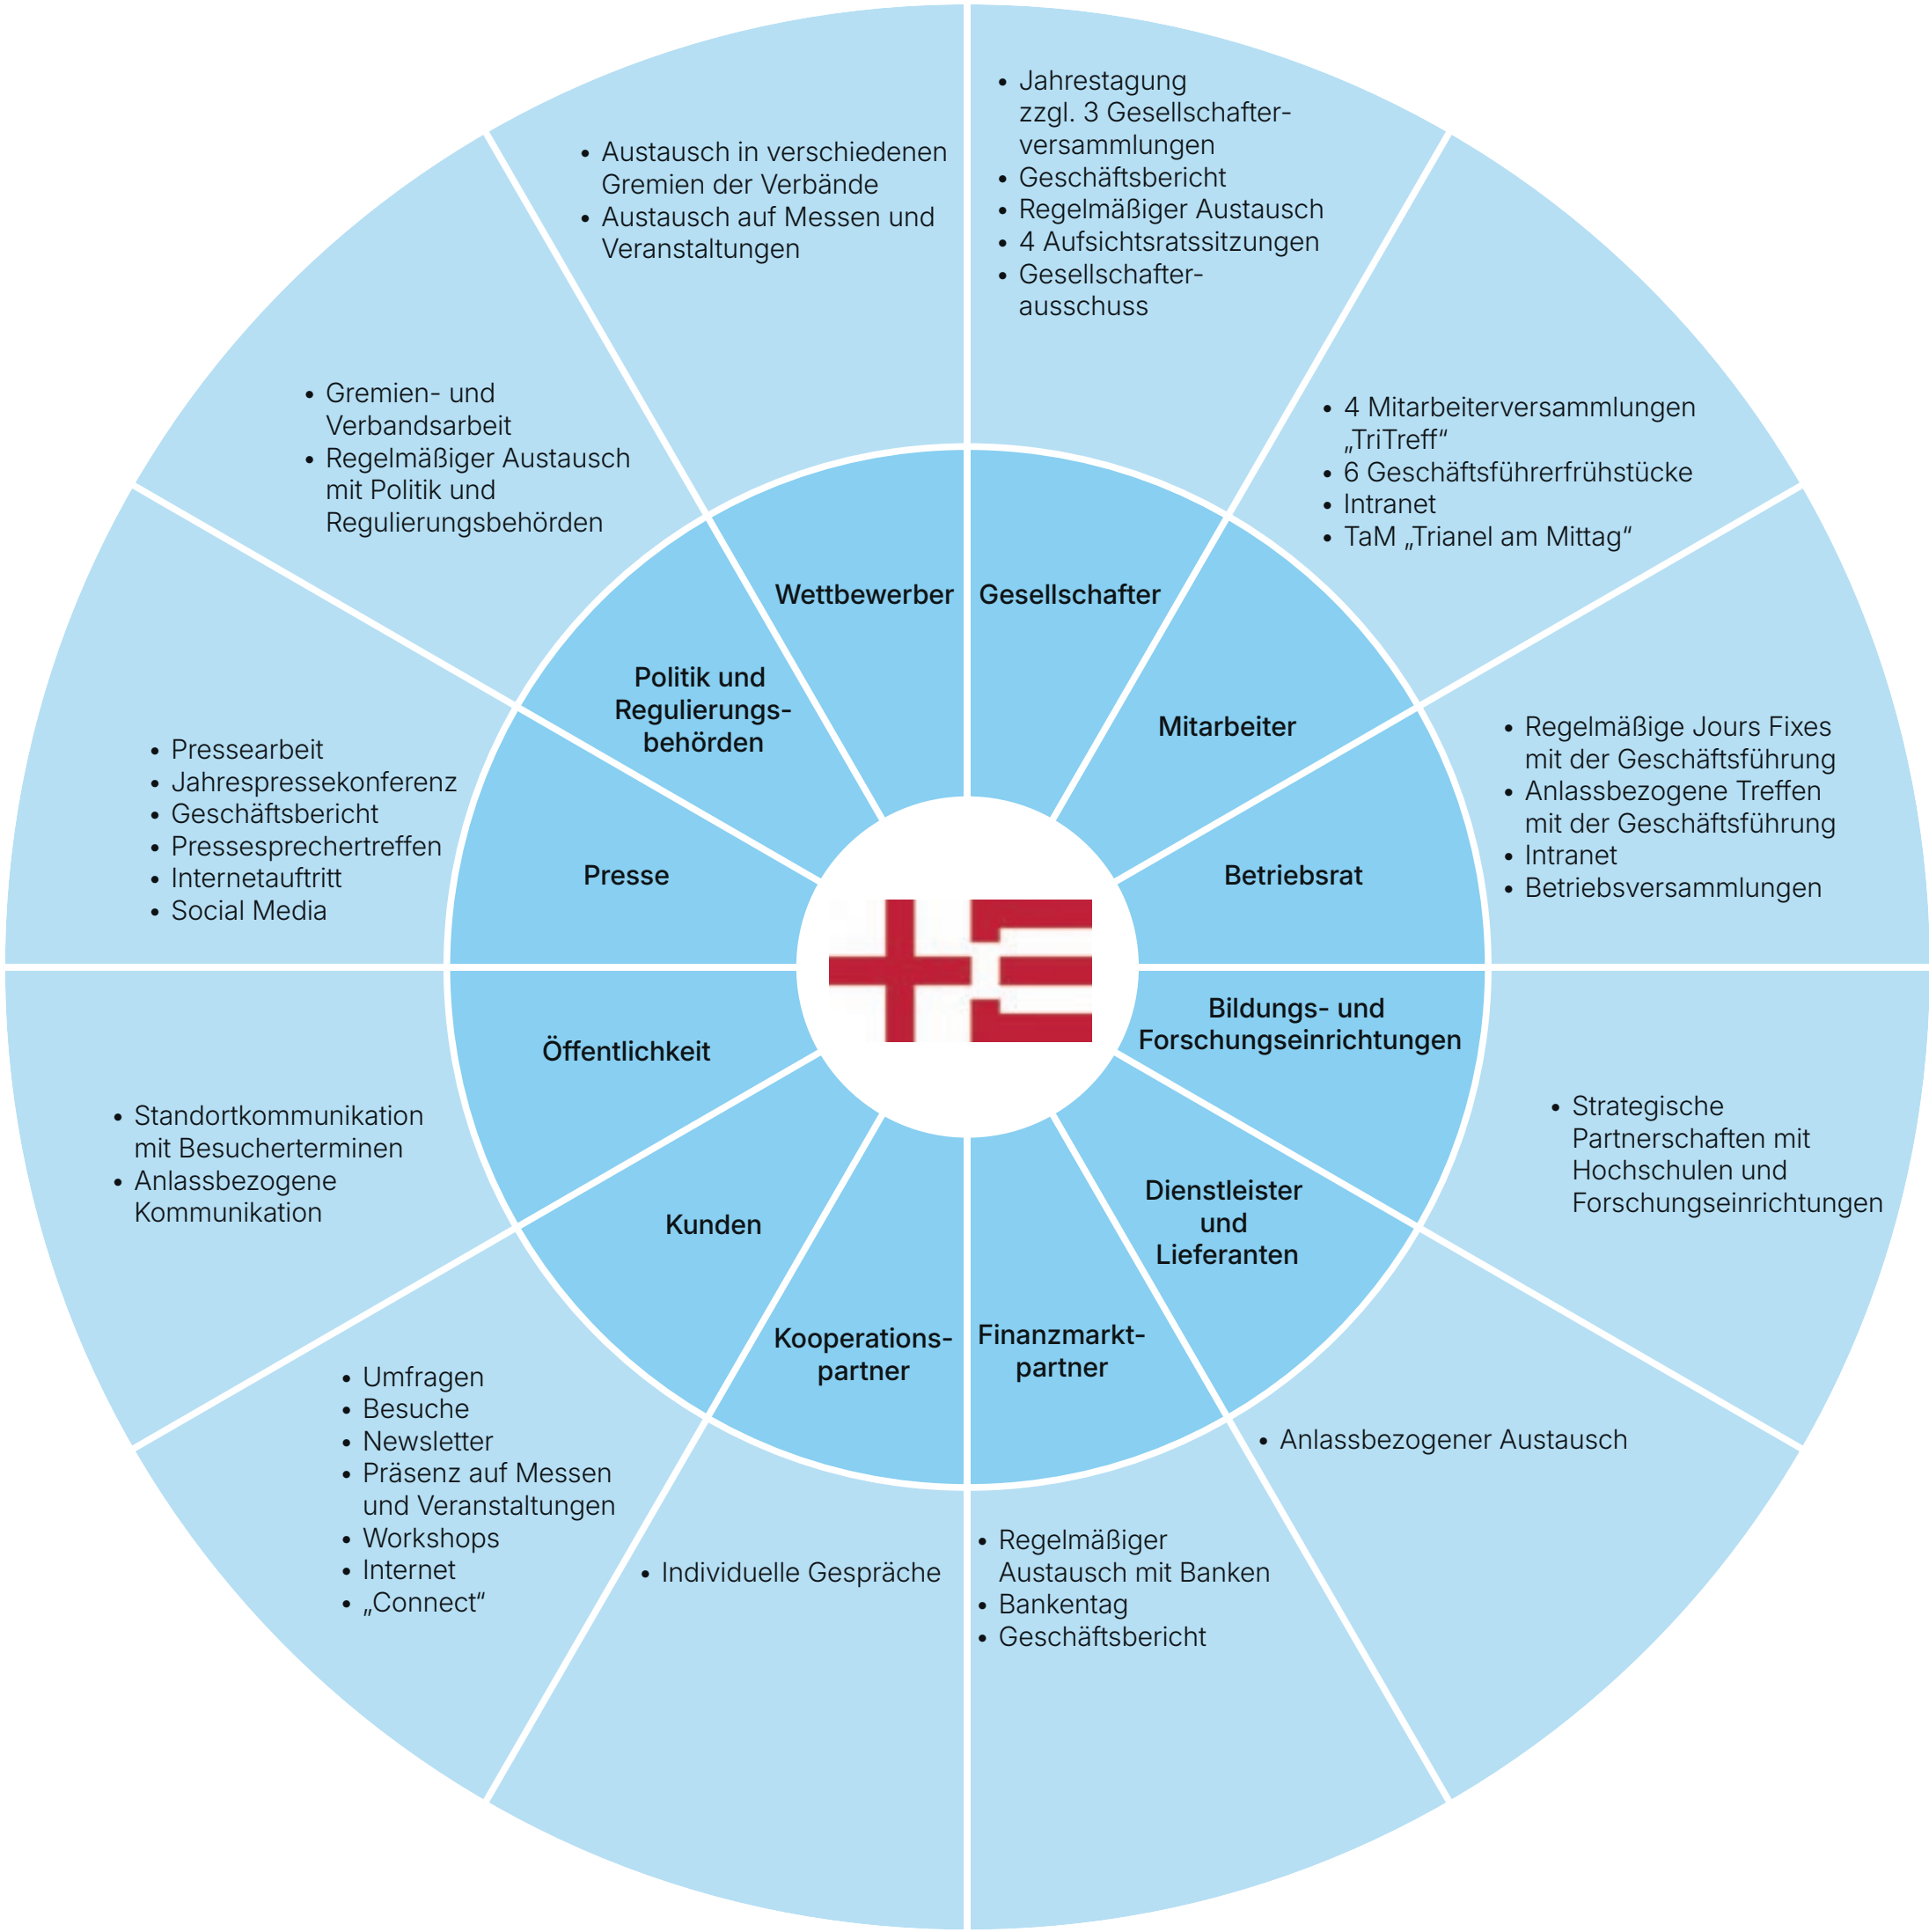 • Jahrestagung
zzgl. 3 Gesellschafter-
versammlungen
• Geschäftsbericht
• Regelmäßiger Austausch
• 4 Aufsichtsratssitzungen
• Gesellschafter-
ausschuss
Gesellschafter
• 4 Mitarbeiterversammlungen
„TriTreff“
• 6 Geschäftsführerfrühstücke
• Intranet
• TaM „Trianel am Mittag“
Mitarbeiter
• Regelmäßige Jours Fixes
mit der Geschäftsführung
• Anlassbezogene Treffen
mit der Geschäftsführung
• Intranet
• Betriebsversammlungen
Betriebsrat
Bildungs- und
Forschungseinrichtungen
• Strategische
Partnerschaften mit
Hochschulen und
Forschungseinrichtungen
Dienstleister
und
Lieferanten
• Anlassbezogener Austausch
Finanzmarkt-
partner
• Regelmäßiger
Austausch mit Banken
• Bankentag
• Geschäftsbericht
Kooperations-
partner
• Individuelle Gespräche
Kunden
• Umfragen
• Besuche
• Newsletter
• Präsenz auf Messen
und Veranstaltungen
• Workshops
• Internet
• „Connect“
Öffentlichkeit
• Standortkommunikation
mit Besucherterminen
• Anlassbezogene
Kommunikation
Presse
• Pressearbeit
• Jahrespressekonferenz
• Geschäftsbericht
• Pressesprechertreffen
• Internetauftritt
• Social Media
Politik und
Regulierungs-
behörden
• Gremien- und
Verbandsarbeit
• Regelmäßiger Austausch
mit Politik und
Regulierungsbehörden
Wettbewerber
• Austausch in verschiedenen
Gremien der Verbände
• Austausch auf Messen und
Veranstaltungen